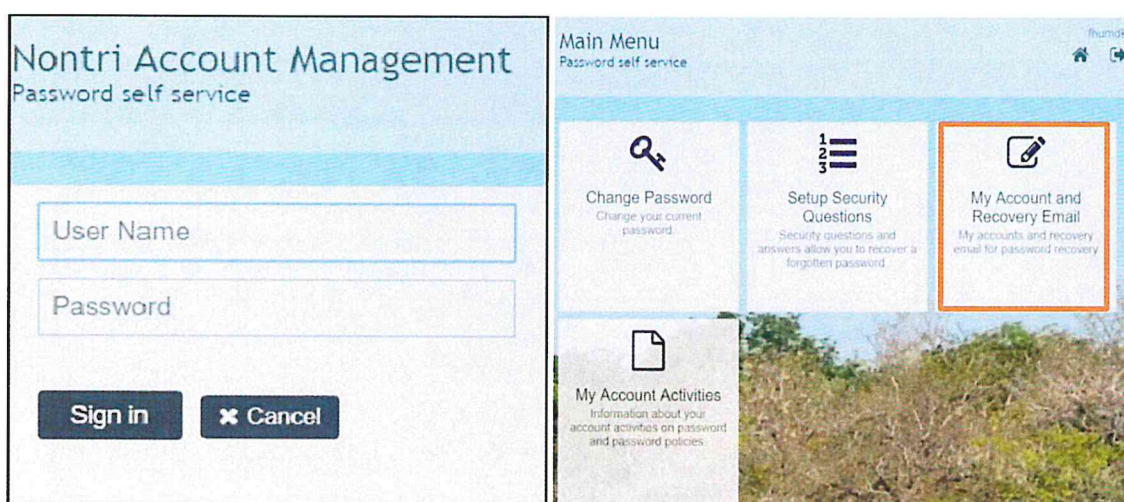 Nontri Account Management
Password self service
User Name
Password
Sign in
Cancel
Main Menu
Password self service
Change Password
Change your current
password.
1
2
3
Setup Security
Questions
Security questions and
answers allow you to recover a
forgotten password.
My Account and
Recovery Email
My accounts and recovery
email for password recovery
My Account Activities
Information about your
account activities on password
and password policies.